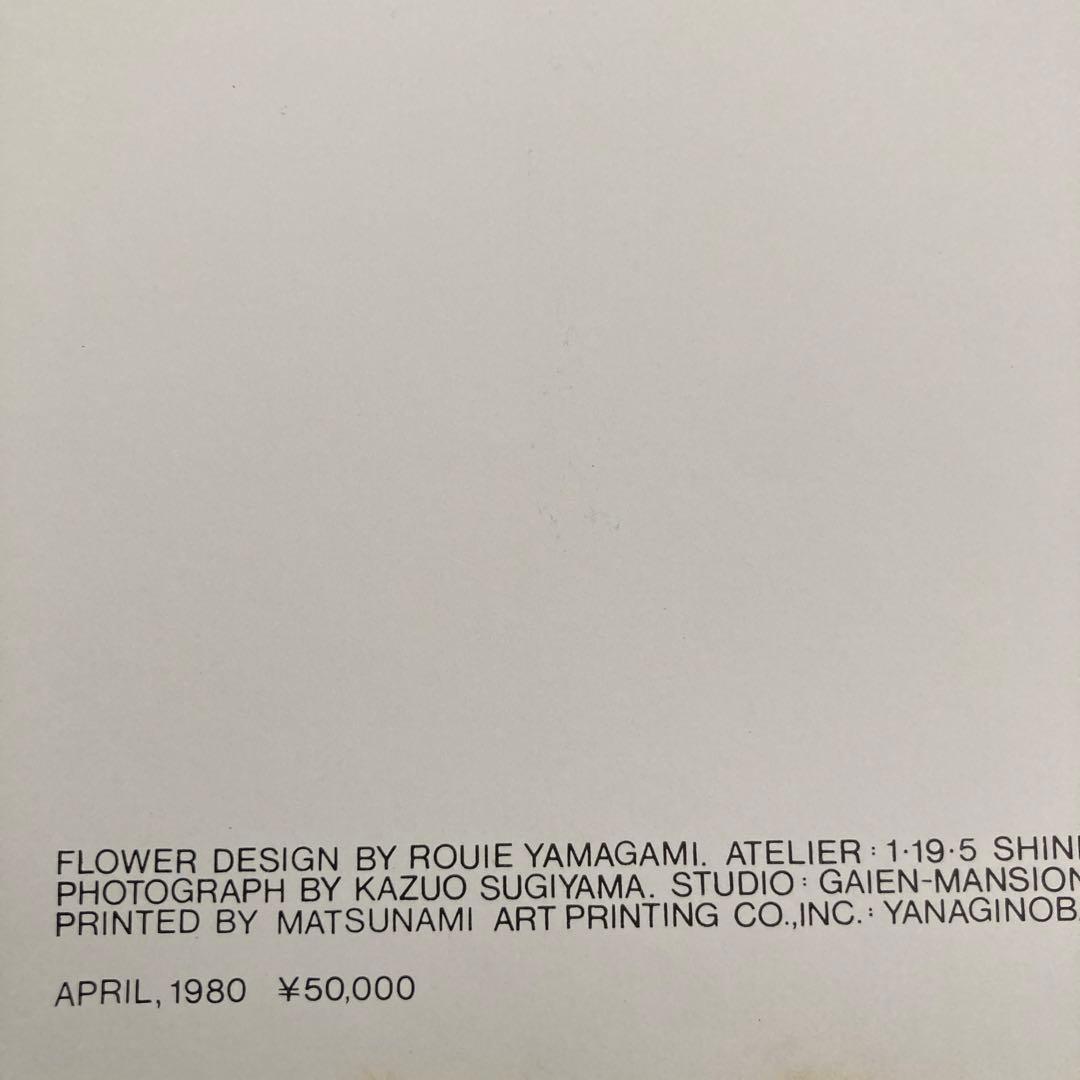 FLOWER DESIGN BY ROUIE YAMAGAMI. ATELIER : 1·19·5
PHOTOGRAPH BY KAZUO SUGIYAMA. STUDIO : GAIEN-MANSION
PRINTED BY MATSUNAMI ART PRINTING CO.,INC. :
APRIL, 1980 ¥50,000